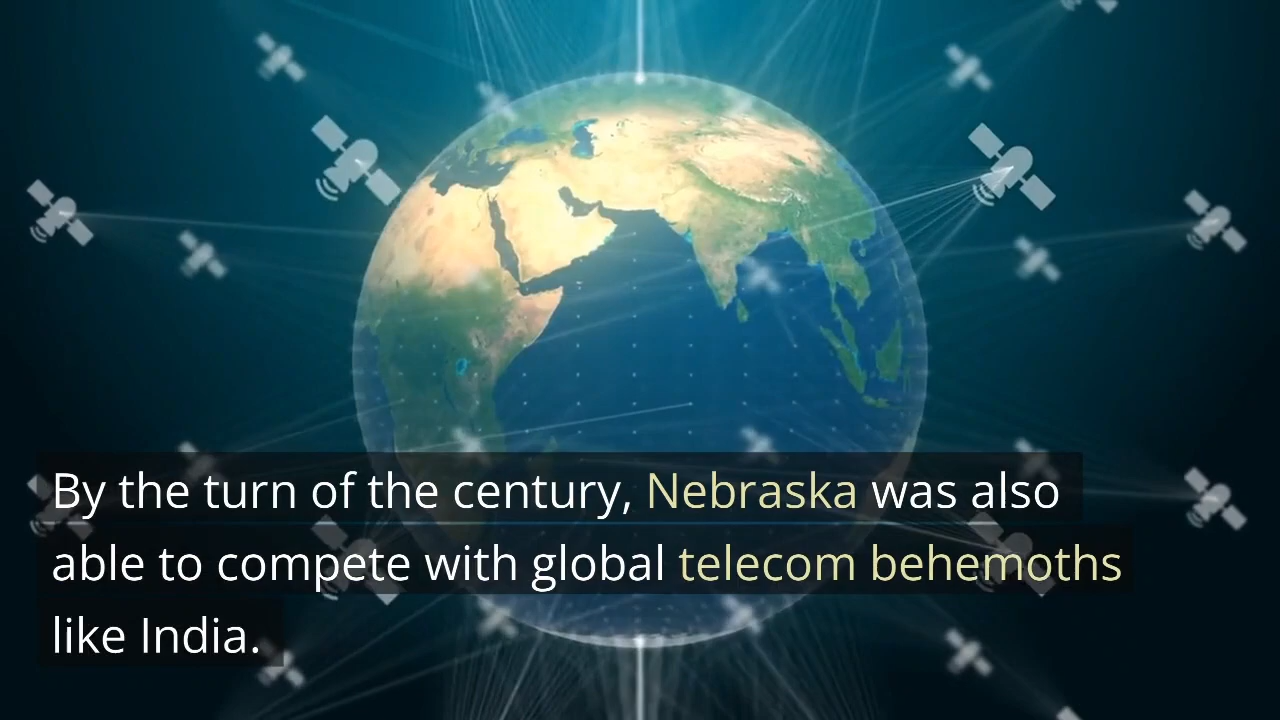 By the turn of the century, Nebraska was also
able to compete with global telecom behemoths
like India.